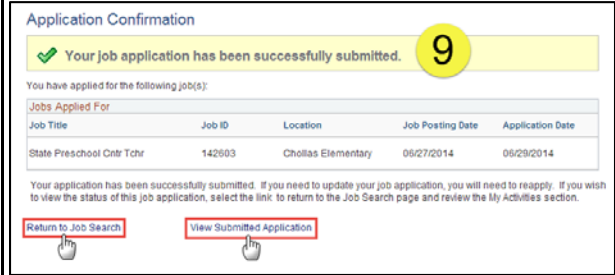 Application Confirmation
Your job application has been successfully submitted.
9
You have applied for the following job(s):
Jobs Applied For
Job Title Job ID Location Job Posting Date Application Date
State Preschool Cntr Tchr 142603 Chollas Elementary 06/27/2014 06/29/2014
Your application has been successfully submitted. If you need to update your job application, you will need to reapply. If you wish
to view the status of this job application, select the link to return to the Job Search page and review the My Activities section.
Return to Job Search View Submitted Application